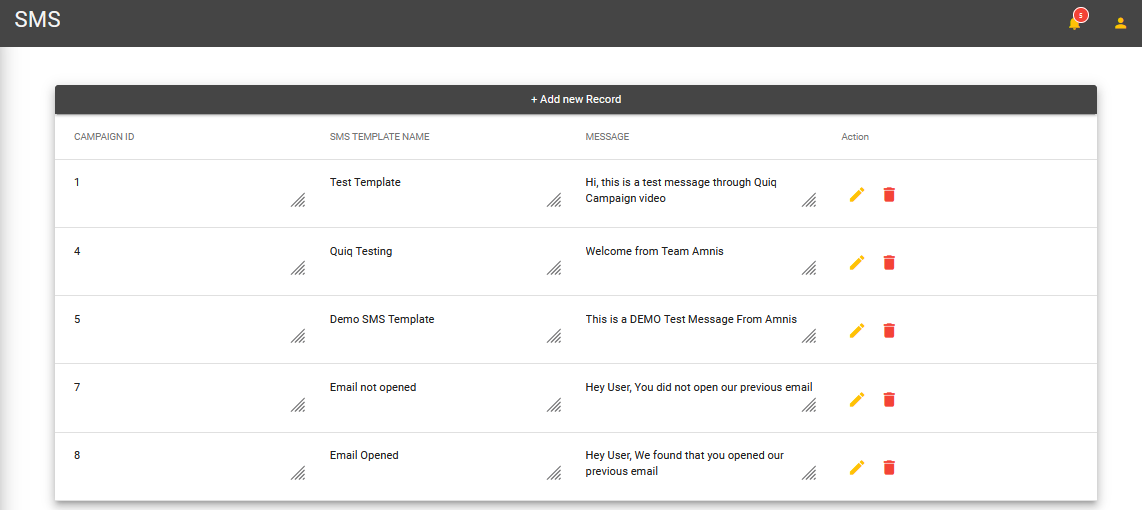 SMS
5
+ Add new Record
CAMPAIGN ID SMS TEMPLATE NAME MESSAGE Action
1 Test Template Hi, this is a test message through Quiq
Campaign video
4 Quiq Testing Welcome from Team Amnis
5 Demo SMS Template This is a DEMO Test Message From Amnis
7 Email not opened Hey User, You did not open our previous email
8 Email Opened Hey User, We found that you opened our
previous email